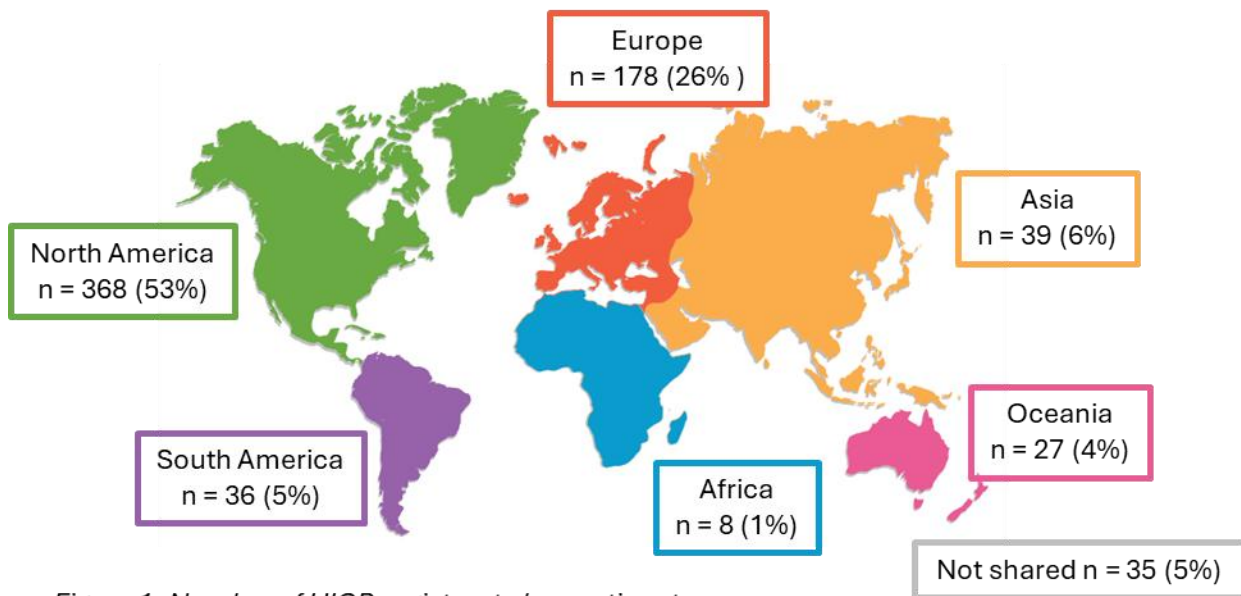 Europe
n = 178 (26% )
Asia
n = 39 (6%)
North America
n = 368 (53%)
Oceania
n = 27 (4%)
South America
n = 36 (5%)
Africa
n = 8 (1%)
Not shared n = 35 (5%)